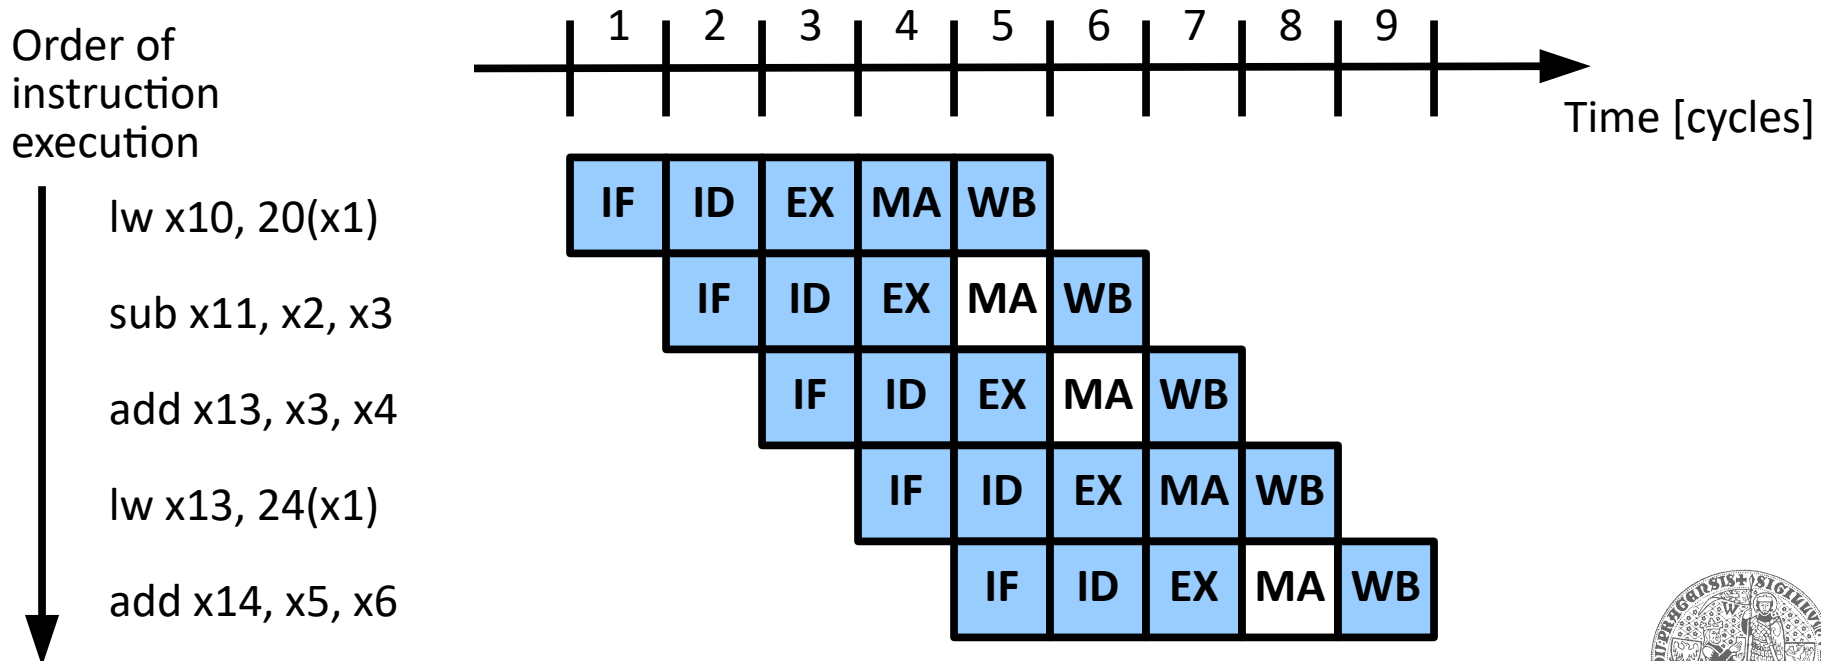 Order of
instruction
execution
1 2 3 4 5 6 7 8 9
Time [cycles]
lw x10, 20(x1)
IF ID EX MA WB
sub x11, x2, x3
IF ID EX MA WB
add x13, x3, x4
IF ID EX MA WB
lw x13, 24(x1)
IF ID EX MA WB
add x14, x5, x6
IF ID EX MA WB